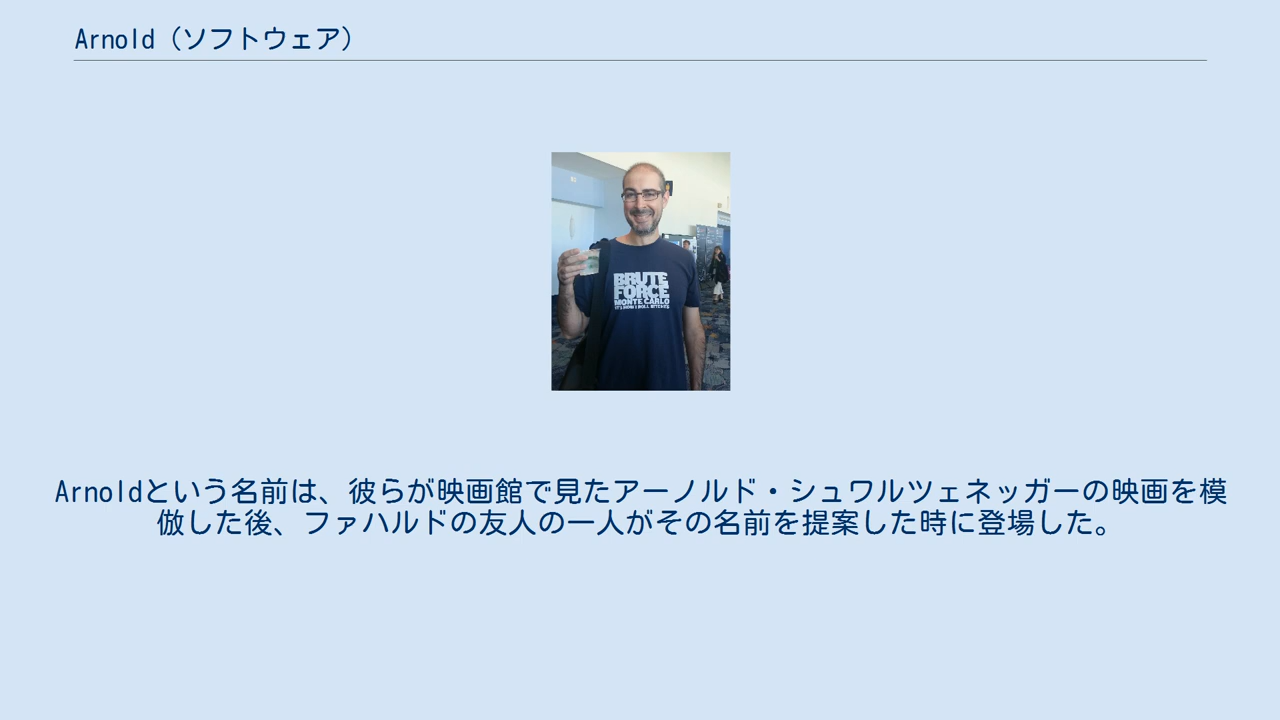 Arnold（ソフトウェア）
BRUTE
FORCE
MONTE CARLO
IT'S HOW I ROLL BITCHES
Arnoldという名前は、彼らが映画館で見たアーノルド・シュワルツェネッガーの映画を模
倣した後、ファハルドの友人の一人がその名前を提案した時に登場した。